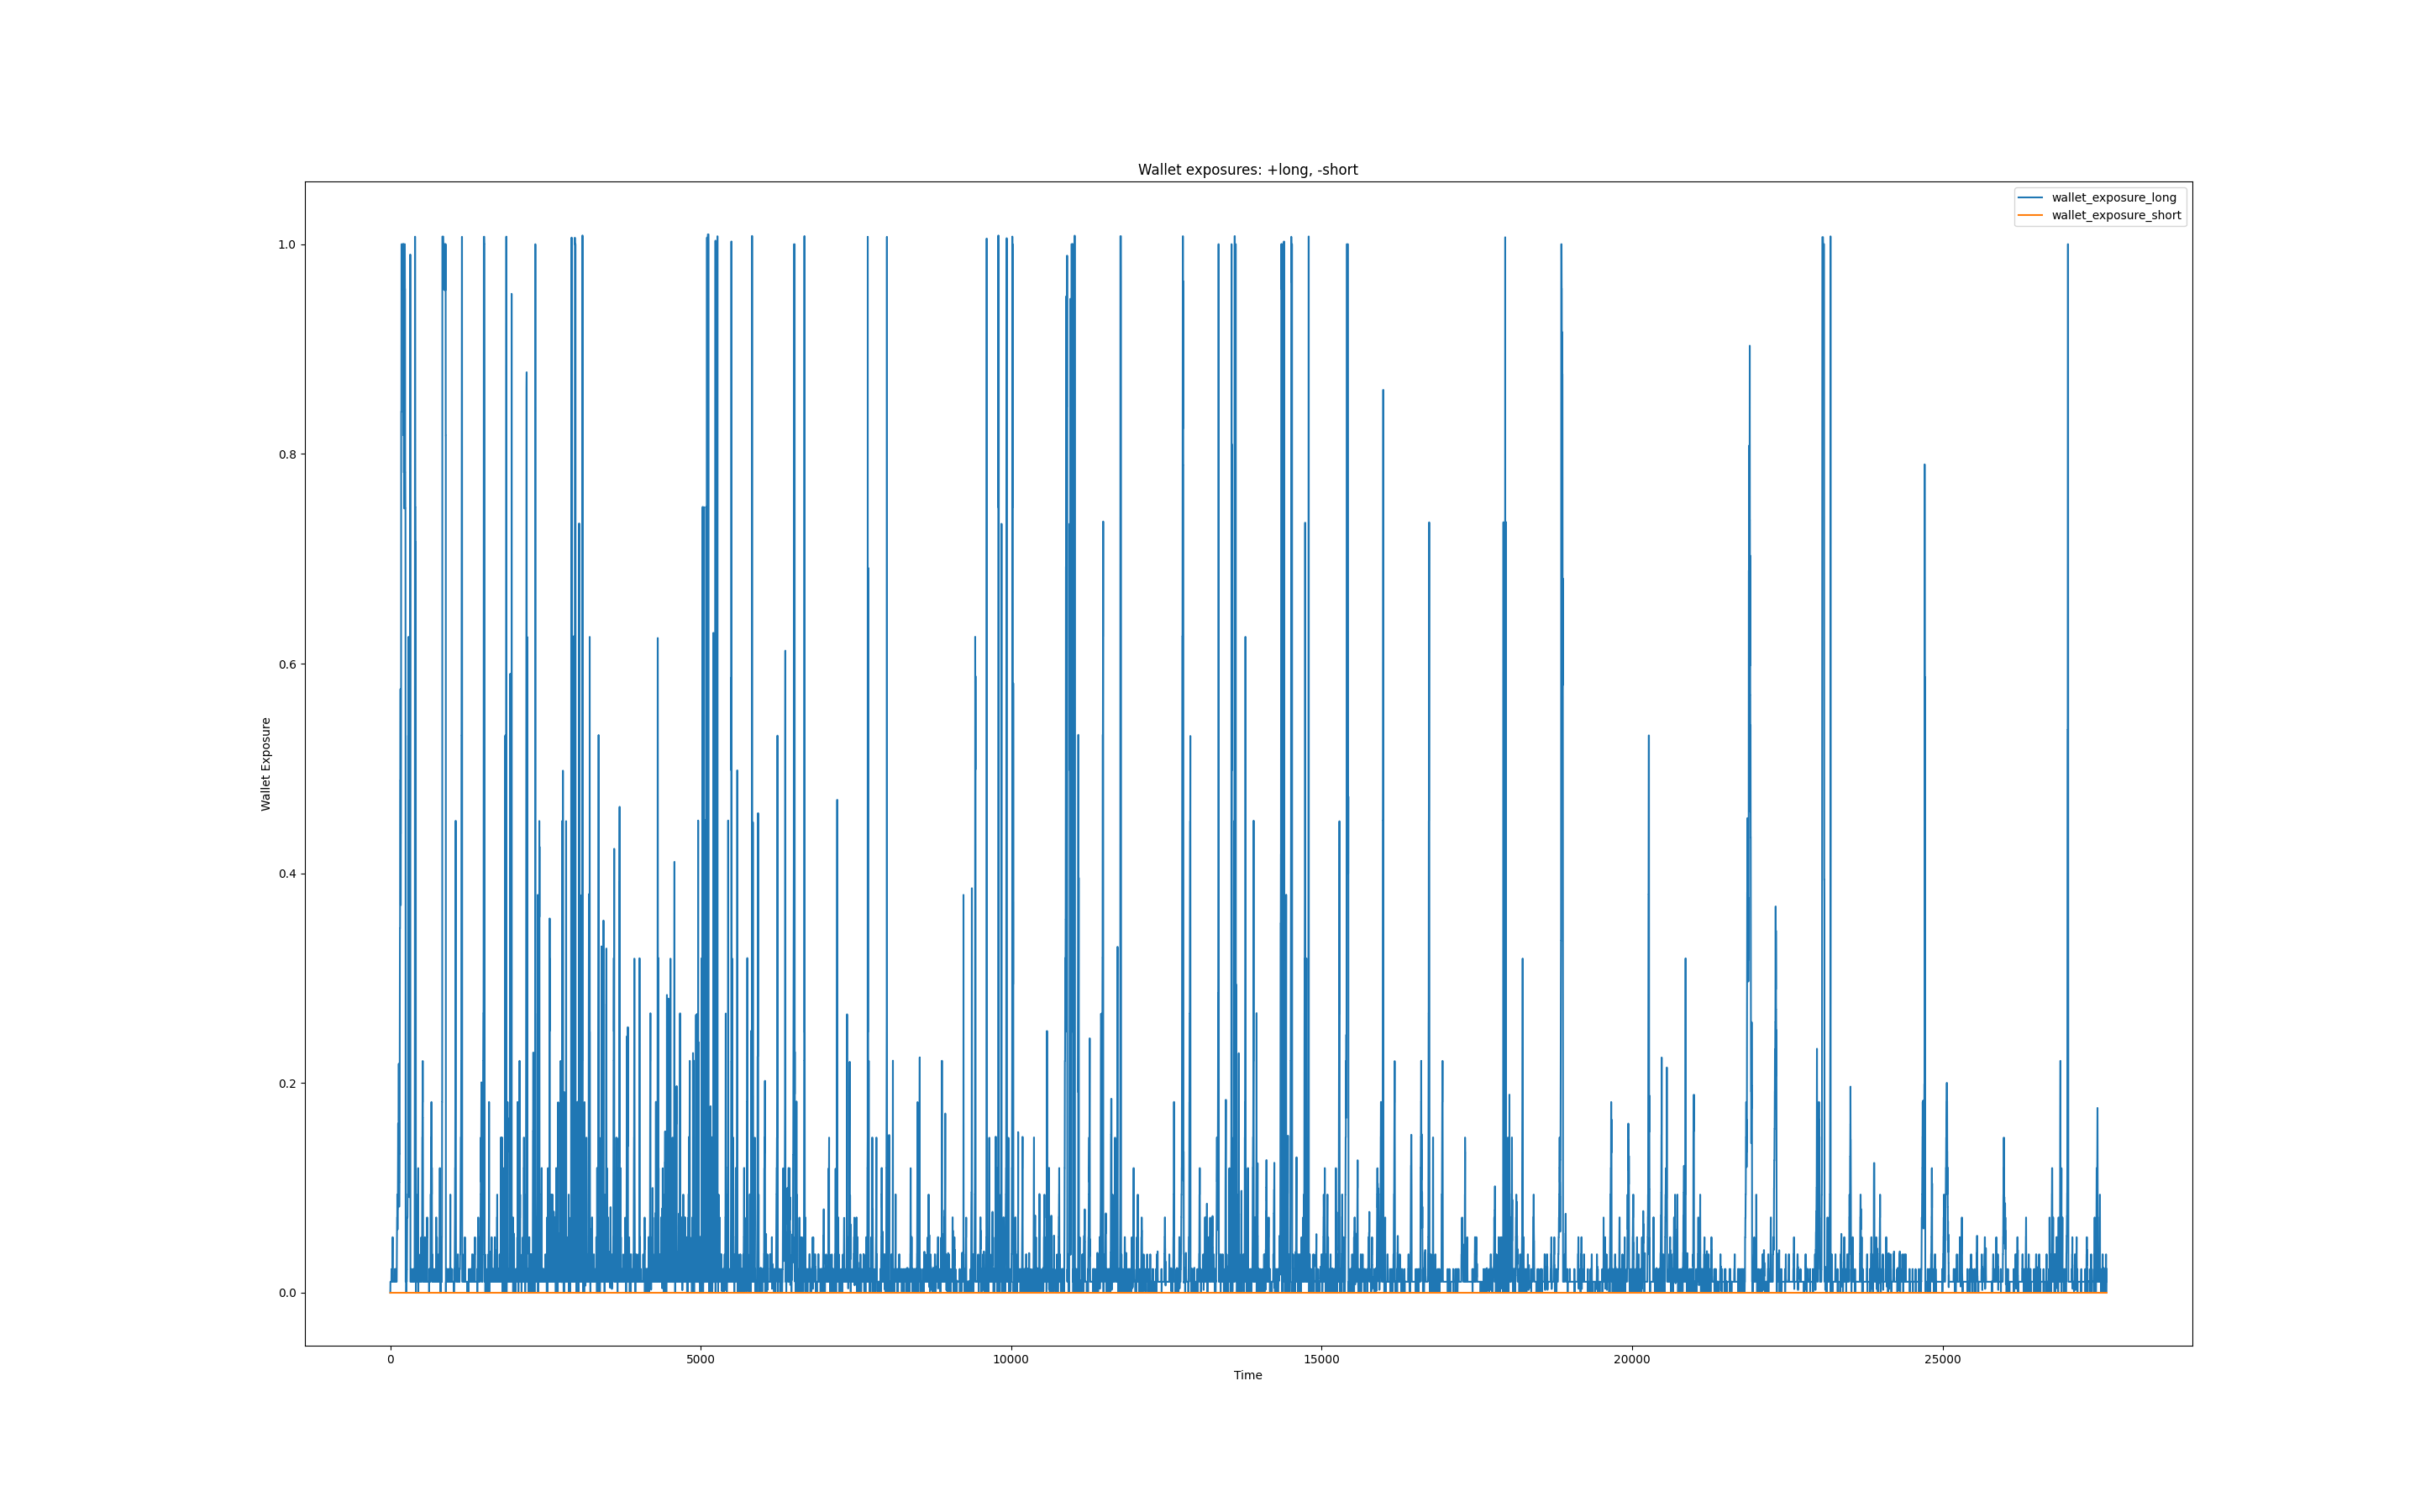 Wallet exposures: +long, -short
wallet_exposure_long
wallet_exposure_short
1.0
0.8
0.6
0.4
0.2
0.0
Wallet Exposure
0 5000 10000 15000 20000 25000
Time